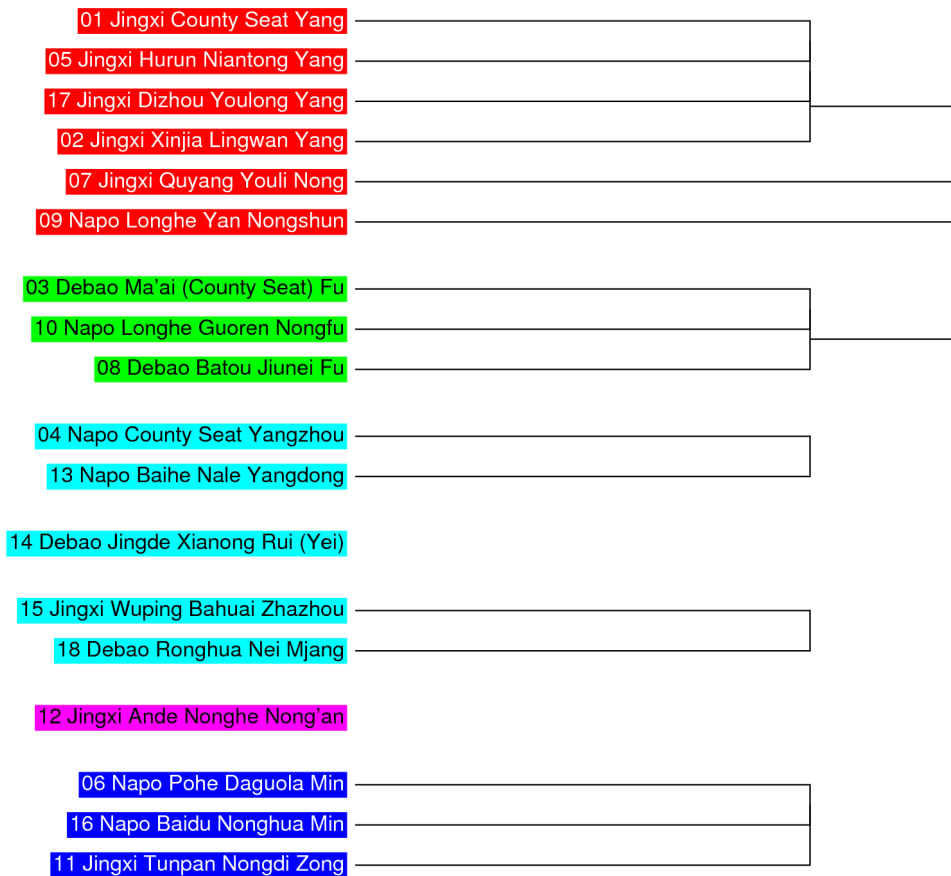 01 Jingxi County Seat Yang
05 Jingxi Hurun Niantong Yang
17 Jingxi Dizhou Youlong Yang
02 Jingxi Xinjia Lingwan Yang
07 Jingxi Quyang Youli Nong
09 Napo Longhe Yan Nongshun
03 Debao Ma'ai (County Seat) Fu
10 Napo Longhe Guoren Nongfu
08 Debao Batou Jiunei Fu
04 Napo County Seat Yangzhou
13 Napo Baihe Nale Yangdong
14 Debao Jingde Xianong Rui (Yei)
15 Jingxi Wuping Bahuai Zhazhou
18 Debao Ronghua Nei Mjang
12 Jingxi Ande Nonghe Nong'an
06 Napo Pohe Daguola Min
16 Napo Baidu Nonghua Min
11 Jingxi Tunpan Nongdi Zong